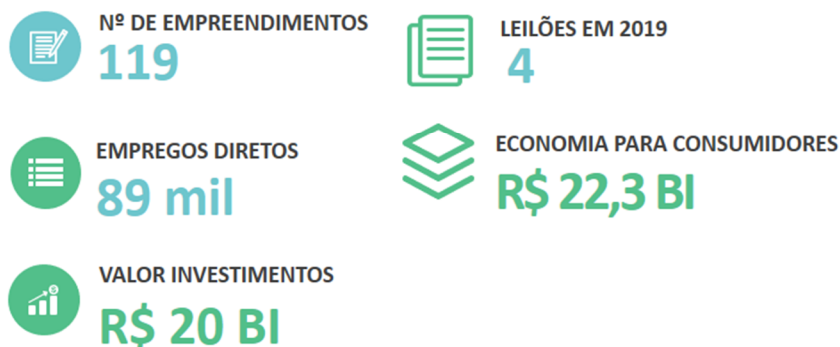 Nº DE EMPREENDIMENTOS
119
EMPREGOS DIRETOS
89 mil
VALOR INVESTIMENTOS
R$ 20 BI
LEILÕES EM 2019
4
ECONOMIA PARA CONSUMIDORES
R$ 22,3 BI